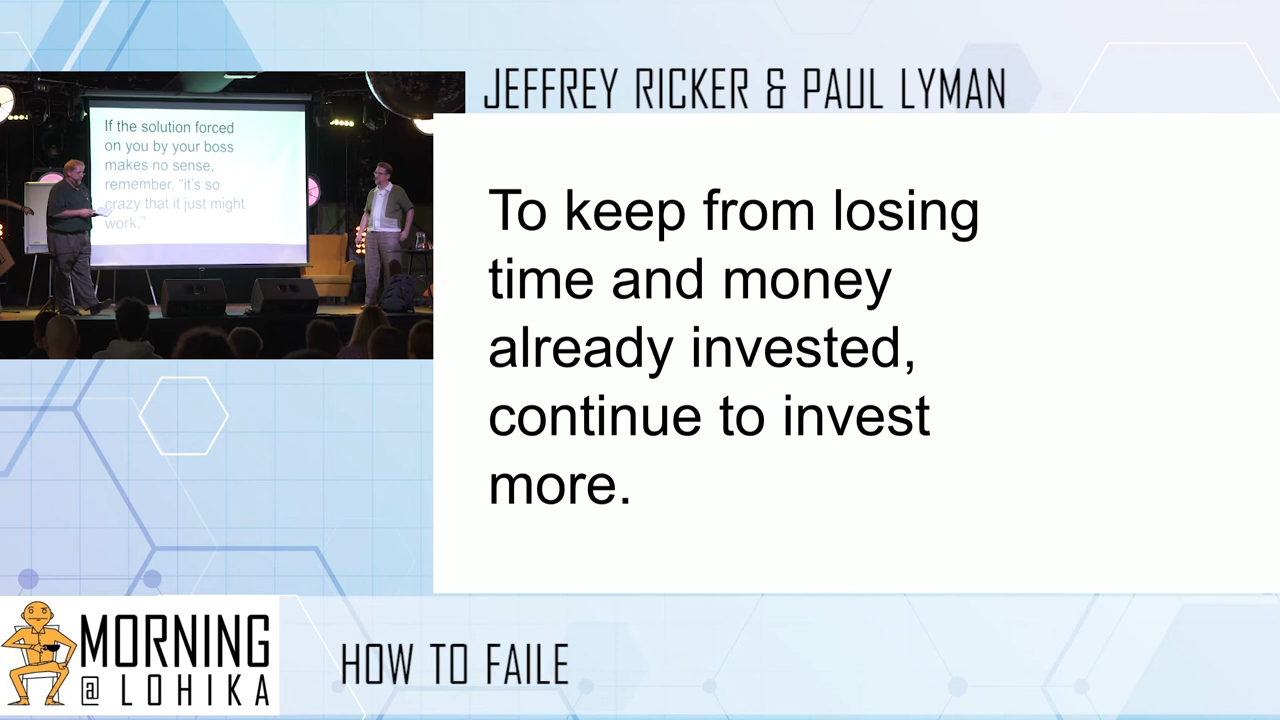 JEFFREY RICKER & PAUL LYMAN
If the solution forced
on you by your boss
makes no sense,
remember, "it's so
crazy that it just might
work."
To keep from losing
time and money
already invested,
continue to invest
more.
MORNING
@ LOHIKA
HOW TO FAILE